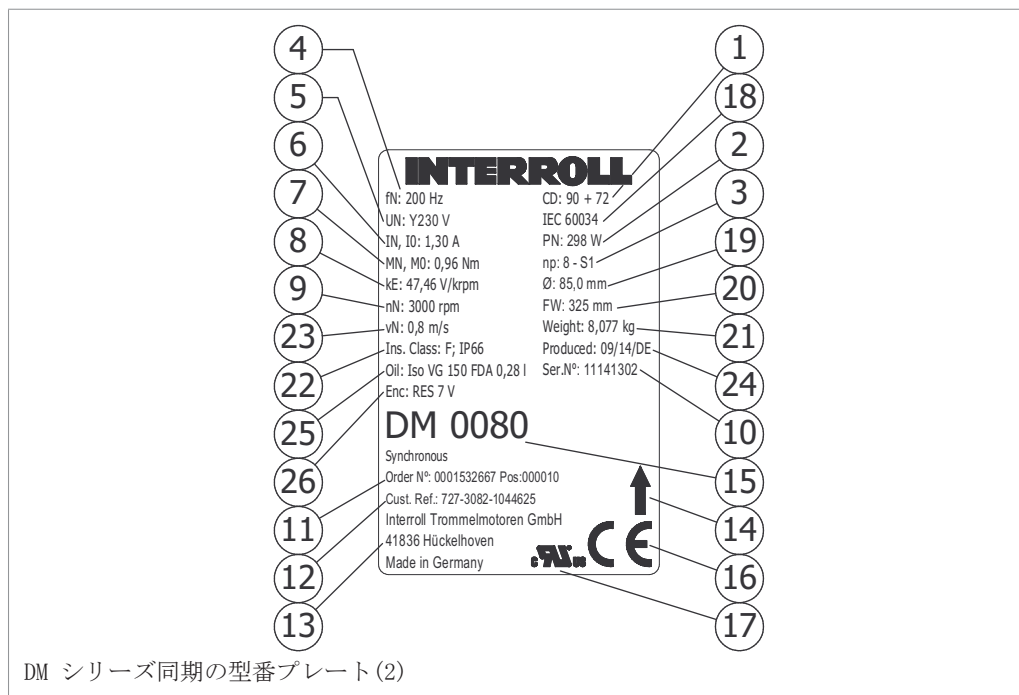 4
5
6
7
8
9
23
22
25
26
11
12
13
INTERROLL
fN: 200 Hz CD: 90 + 72
UN: Y230 V IEC 60034
IN, I0: 1,30 A PN: 298 W
MN, M0: 0,96 Nm np: 8 - S1
kE: 47,46 V/krpm Ø: 85,0 mm
nN: 3000 rpm FW: 325 mm
vN: 0,8 m/s Weight: 8,077 kg
Ins. Class: F; IP66 Produced: 09/14/DE
Oil: Iso VG 150 FDA 0,28 l Ser.Nº: 11141302
Enc: RES 7 V
DM 0080
Synchronous
Order Nº: 0001532667 Pos:000010
Cust. Ref.: 727-3082-1044625
Interroll Trommelmotoren GmbH
41836 Hückelhoven
Made in Germany
c RU us CE
1
18
2
3
19
20
21
24
10
15
14
16
17
DM シリーズ同期の型番プレート(2)